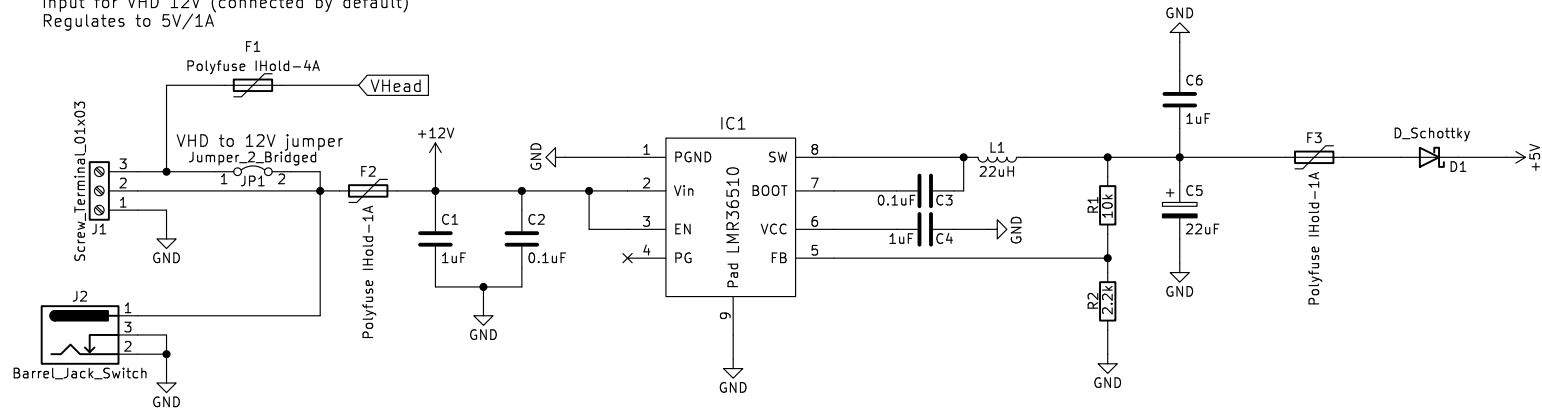 Input for VHD 12V (connected by default)
Regulates to 5V/1A
F1
Polyfuse IHold-4A
VHead
Screw_Terminal_01x03
3
2
1
J1
GND
VHD to 12V jumper
Jumper_2_Bridged
1 JP1 2
F2
Polyfuse IHold-1A
+12V
C1
1uF
C2
0.1uF
GND
J2
1
3
2
Barrel_Jack_Switch
GND
IC1
GND
1 PGND
2 Vin
3 EN
4 PG
Pad LMR36510
SW 8
BOOT 7
VCC 6
FB 5
9
GND
0.1uF C3
1uF C4
GND
L1
22uH
R1
10k
R2
2.2k
GND
GND
C6
1uF
+
C5
22uF
GND
F3
Polyfuse IHold-1A
D_Schottky
D1
+5V